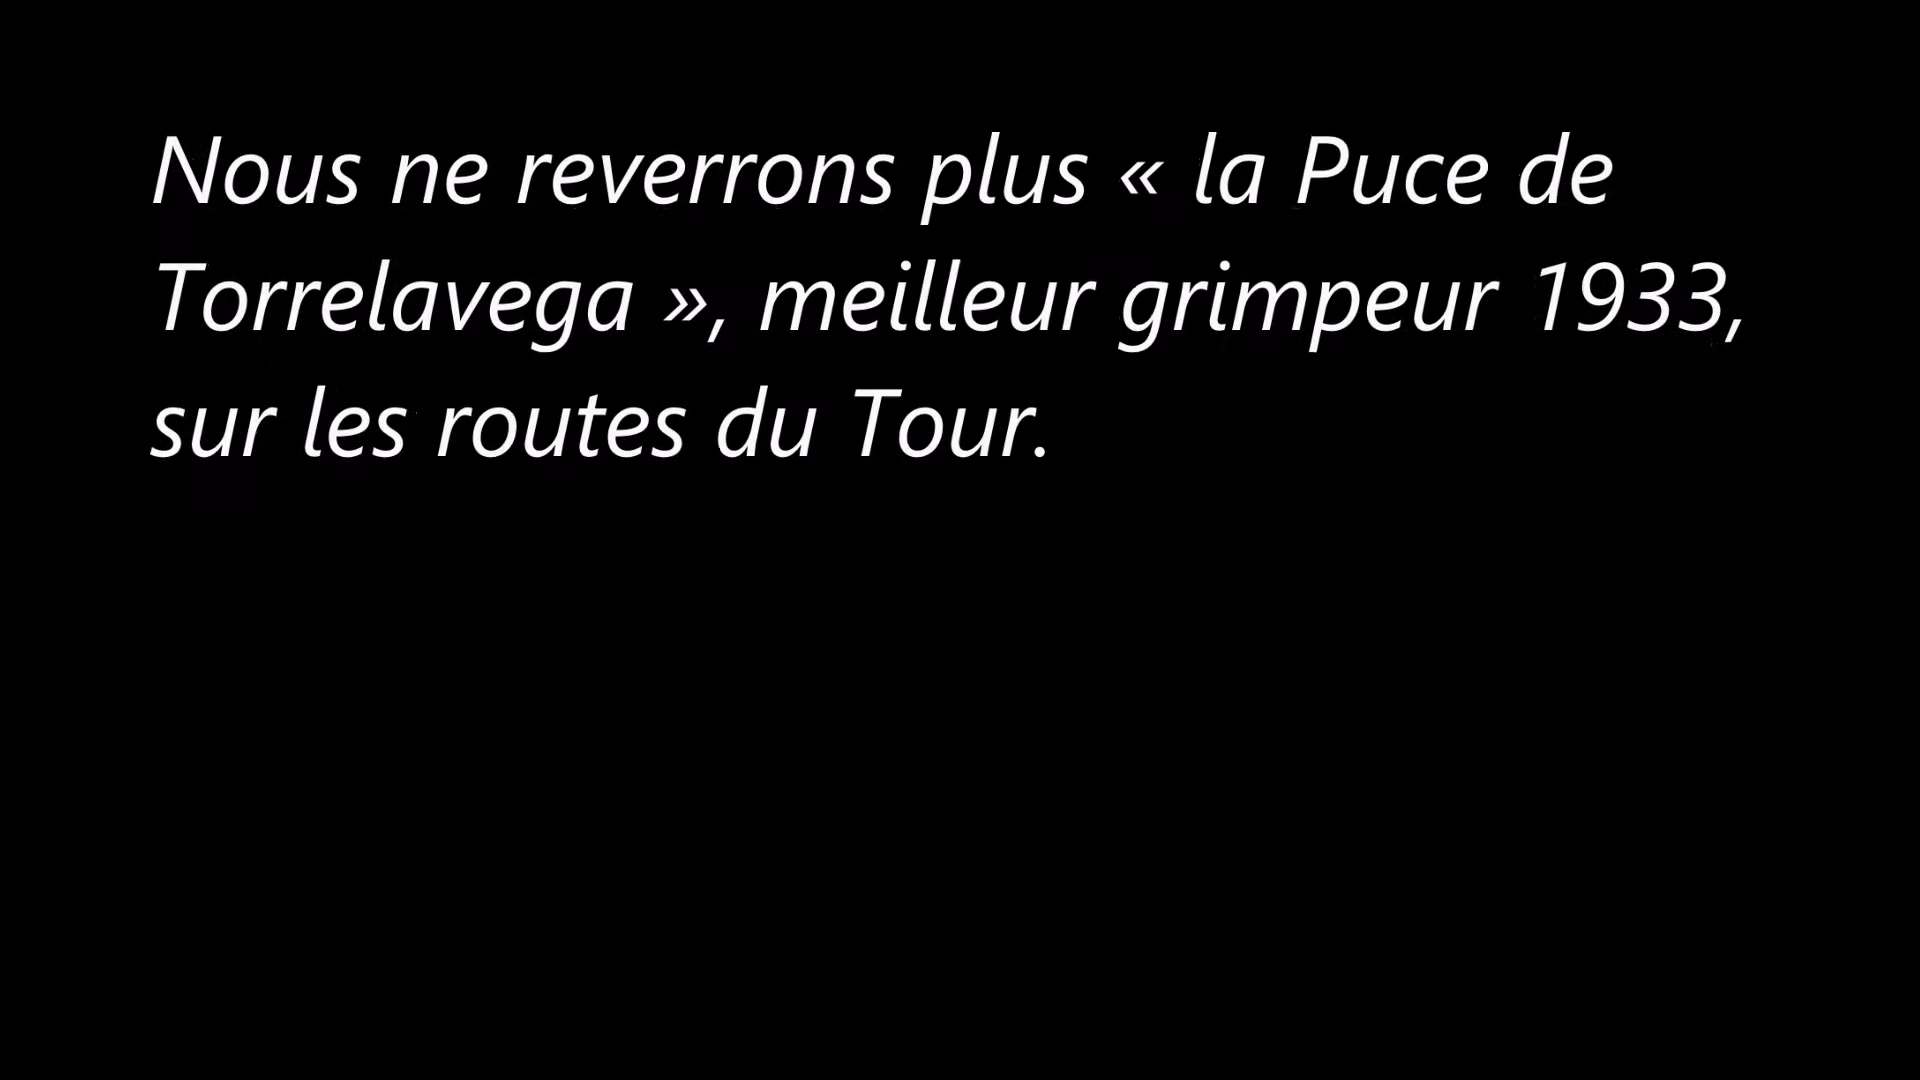 Nous ne reverrons plus « la Puce de
Torrelavega », meilleur grimpeur 1933,
sur les routes du Tour.